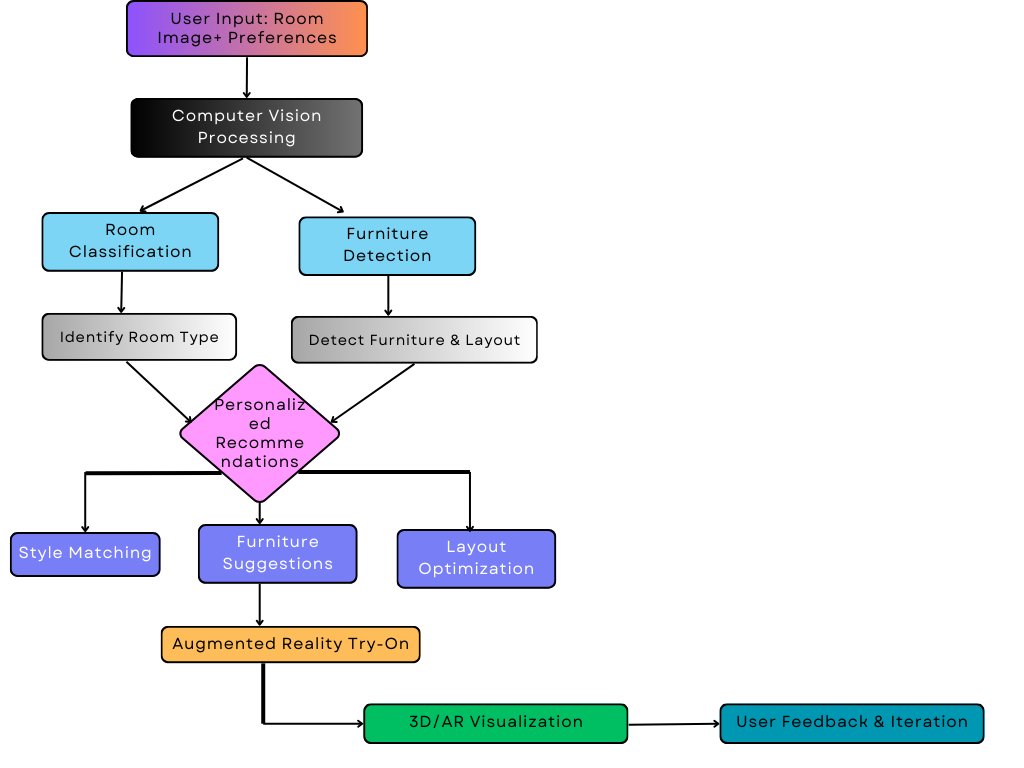 User Input: Room
Image+ Preferences
Computer Vision
Processing
Room
Classification
Furniture
Detection
Identify Room Type
Detect Furniture & Layout
Personaliz
ed
Recomme
ndations
Style Matching
Furniture
Suggestions
Layout
Optimization
Augmented Reality Try-On
3D/AR Visualization
User Feedback & Iteration